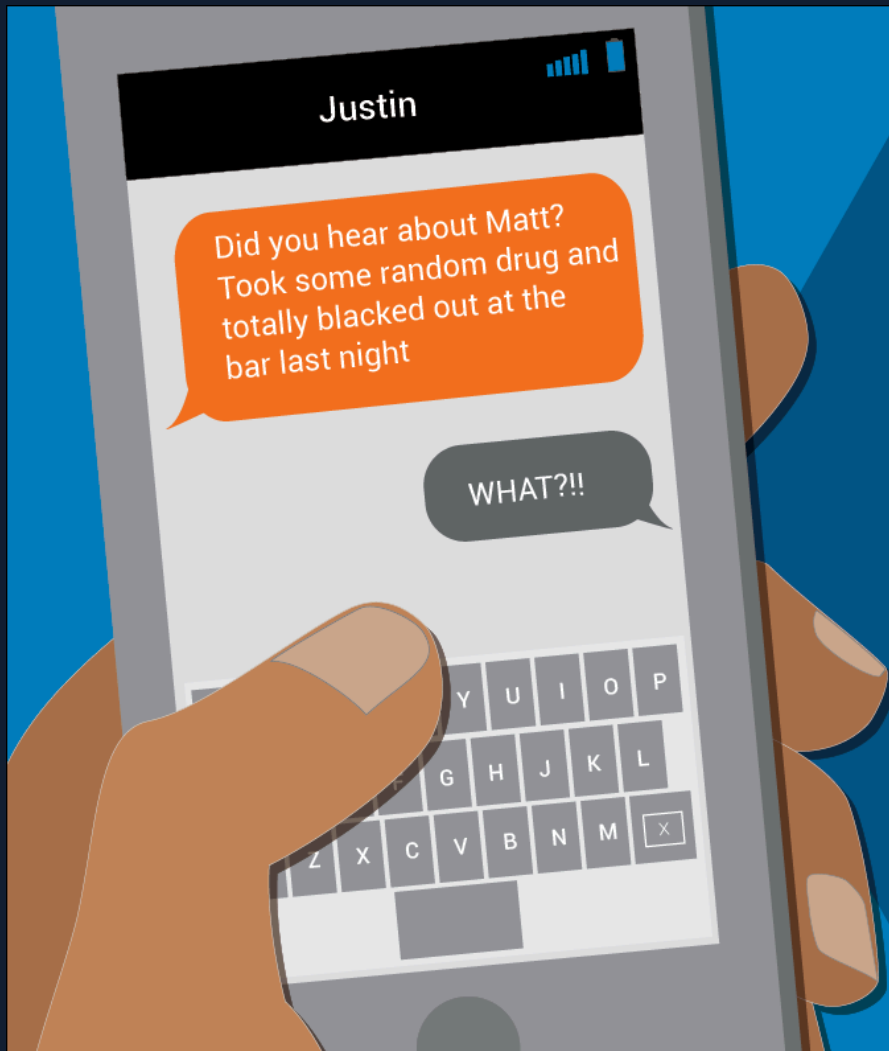 Justin
Did you hear about Matt?
Took some random drug and
totally blacked out at the
bar last night
WHAT?!!
Y U I O P
F G H J K L
Z X C V B N M X